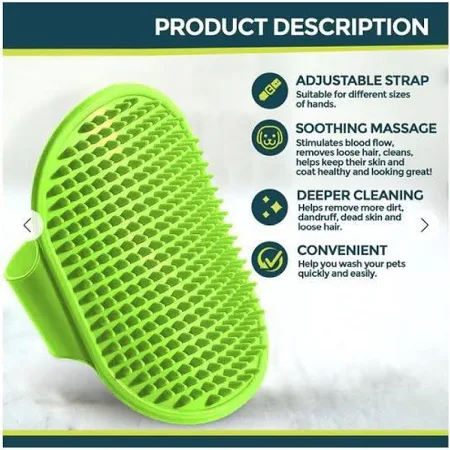 PRODUCT DESCRIPTION
ADJUSTABLE STRAP
Suitable for different sizes
of hands.
SOOTHING MASSAGE
Stimulates blood flow,
removes loose hair, cleans,
helps keep their skin and
coat healthy and looking great!
DEEPER CLEANING
Helps remove more dirt,
dandruff, dead skin and
loose hair.
CONVENIENT
Help you wash your pets
quickly and easily.